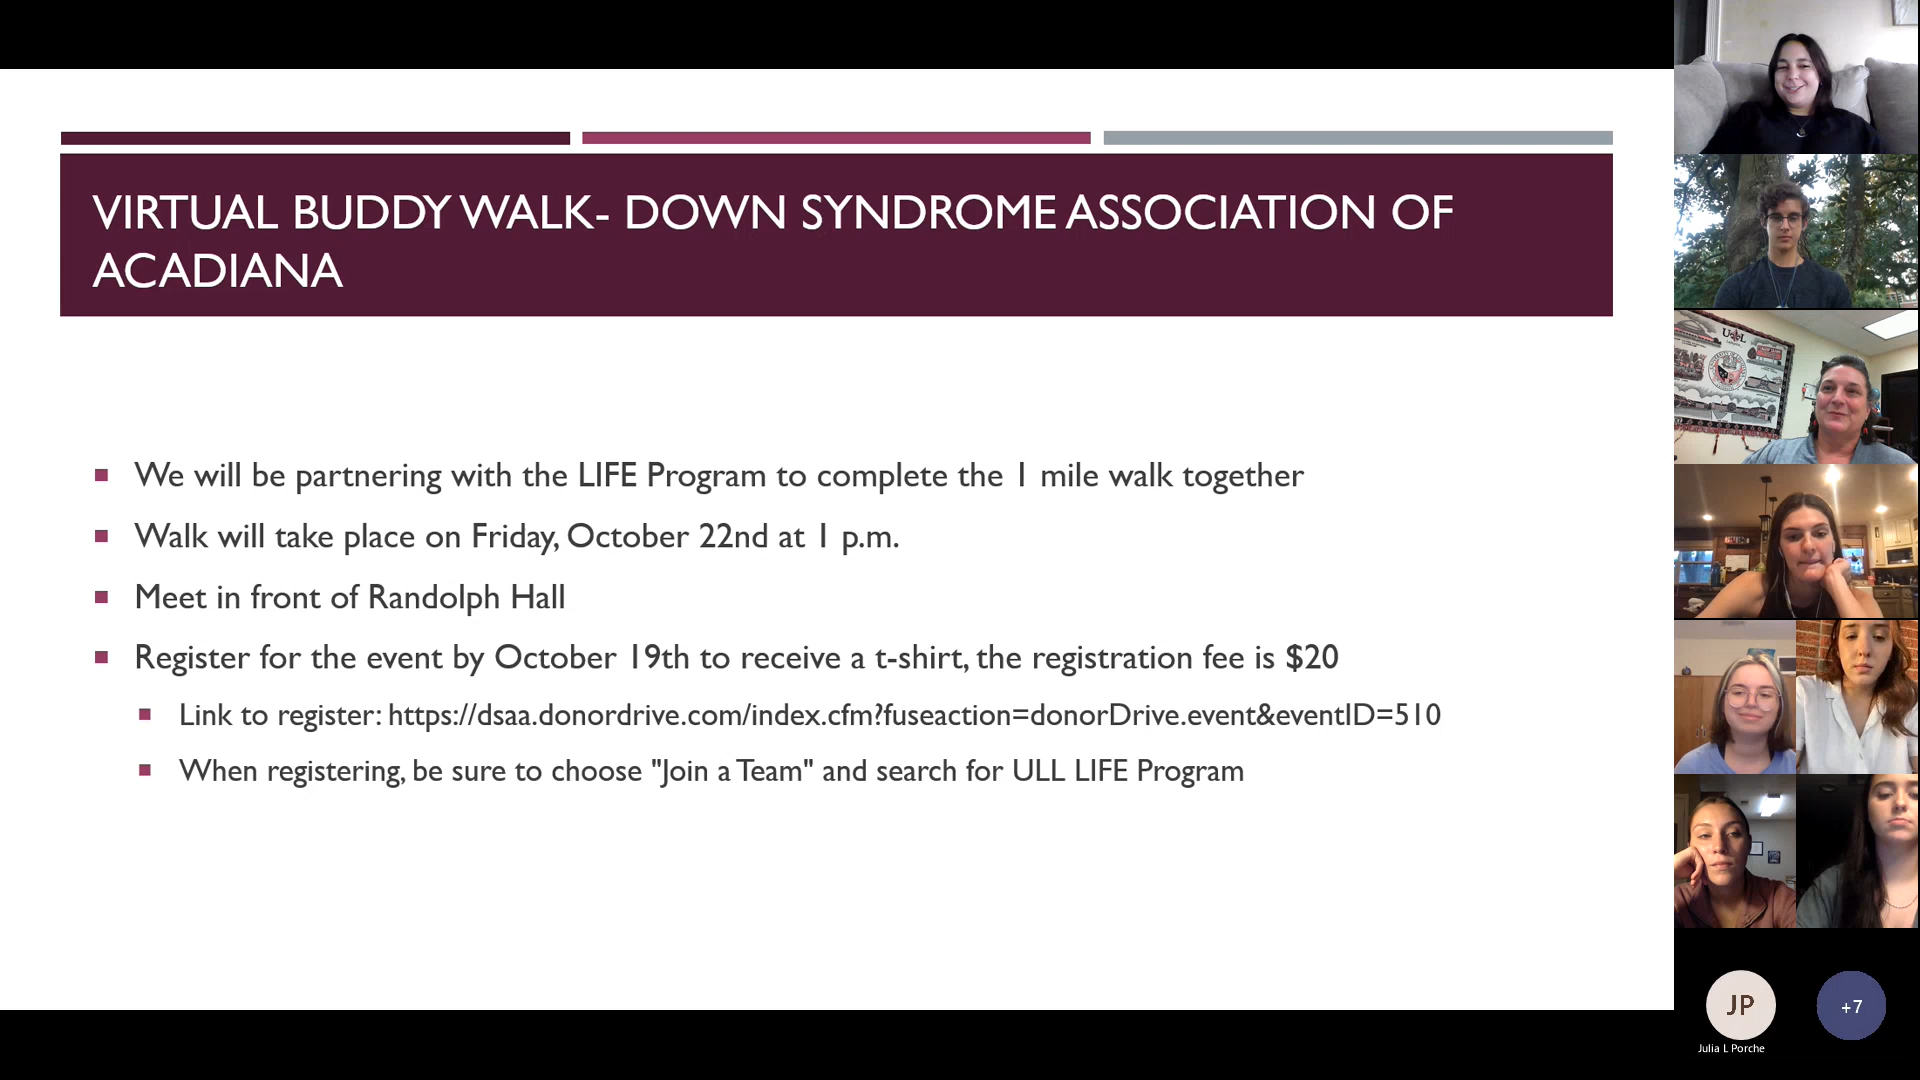 VIRTUAL BUDDY WALK- DOWN SYNDROME ASSOCIATION OF
ACADIANA
We will be partnering with the LIFE Program to complete the 1 mile walk together
Walk will take place on Friday, October 22nd at 1 p.m.
Meet in front of Randolph Hall
Register for the event by October 19th to receive a t-shirt, the registration fee is $20
Link to register: https://dsaa.donordrive.com/index.cfm?fuseaction=donorDrive.event&eventID=510
When registering, be sure to choose "Join a Team" and search for ULL LIFE Program
JP
+7
Julia L Porche